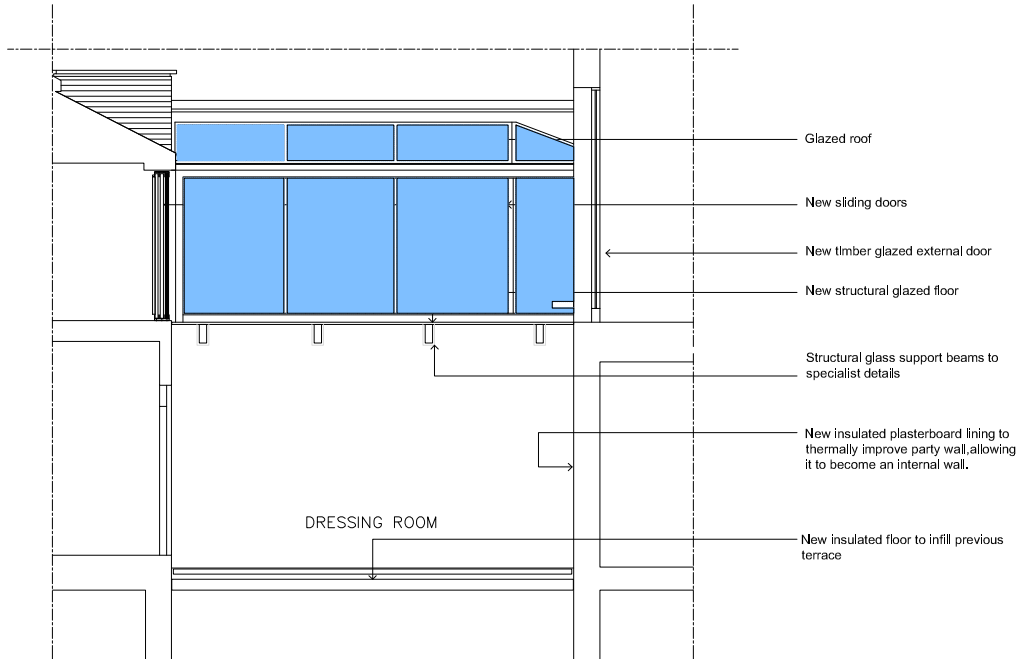 Glazed roof
New sliding doors
New timber glazed external door
New structural glazed floor
Structural glass support beams to
specialist details
New insulated plasterboard lining to
thermally improve party wall,allowing
it to become an internal wall.
DRESSING ROOM
New insulated floor to infill previous
terrace